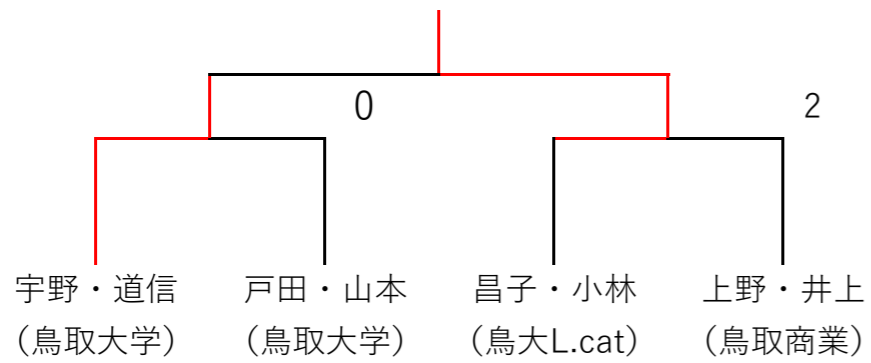 0
2
宇野・道信
戸田・山本
昌子・小林
上野・井上
(鳥取大学)
(鳥取大学)
(鳥大L.cat)
(鳥取商業)